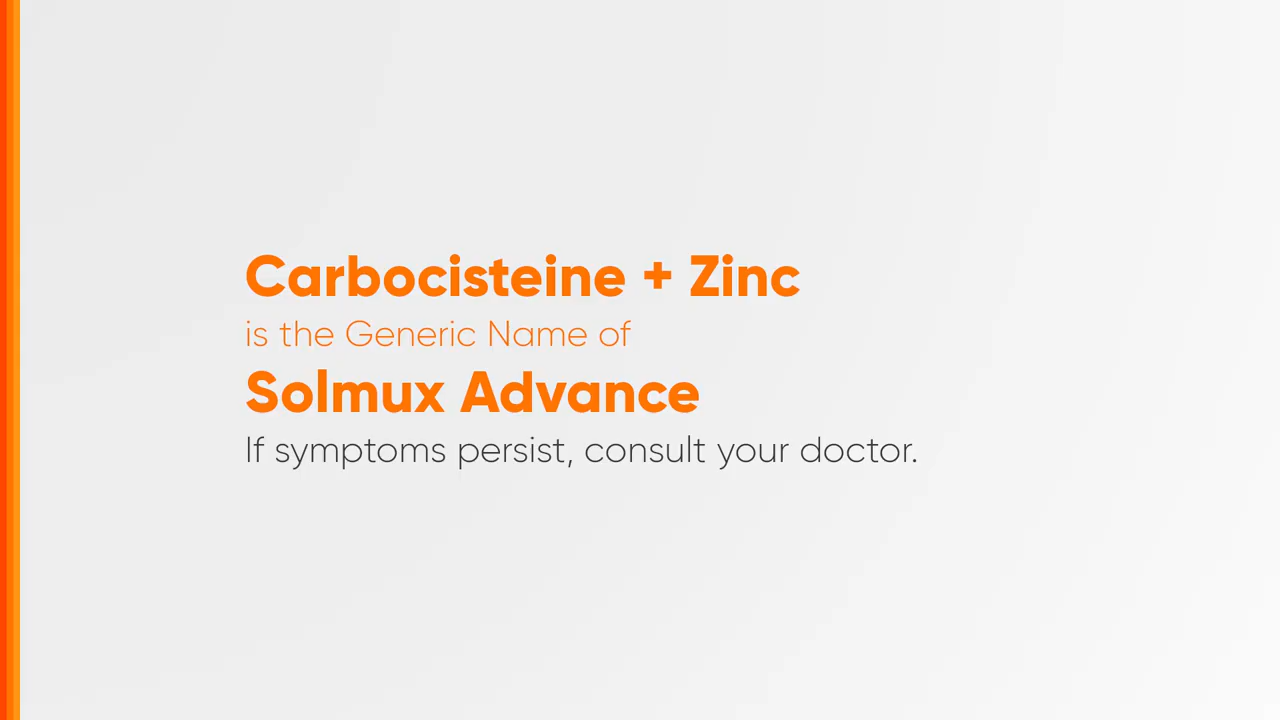 Carbocisteine + Zinc
is the Generic Name of
Solmux Advance
If symptoms persist, consult your doctor.